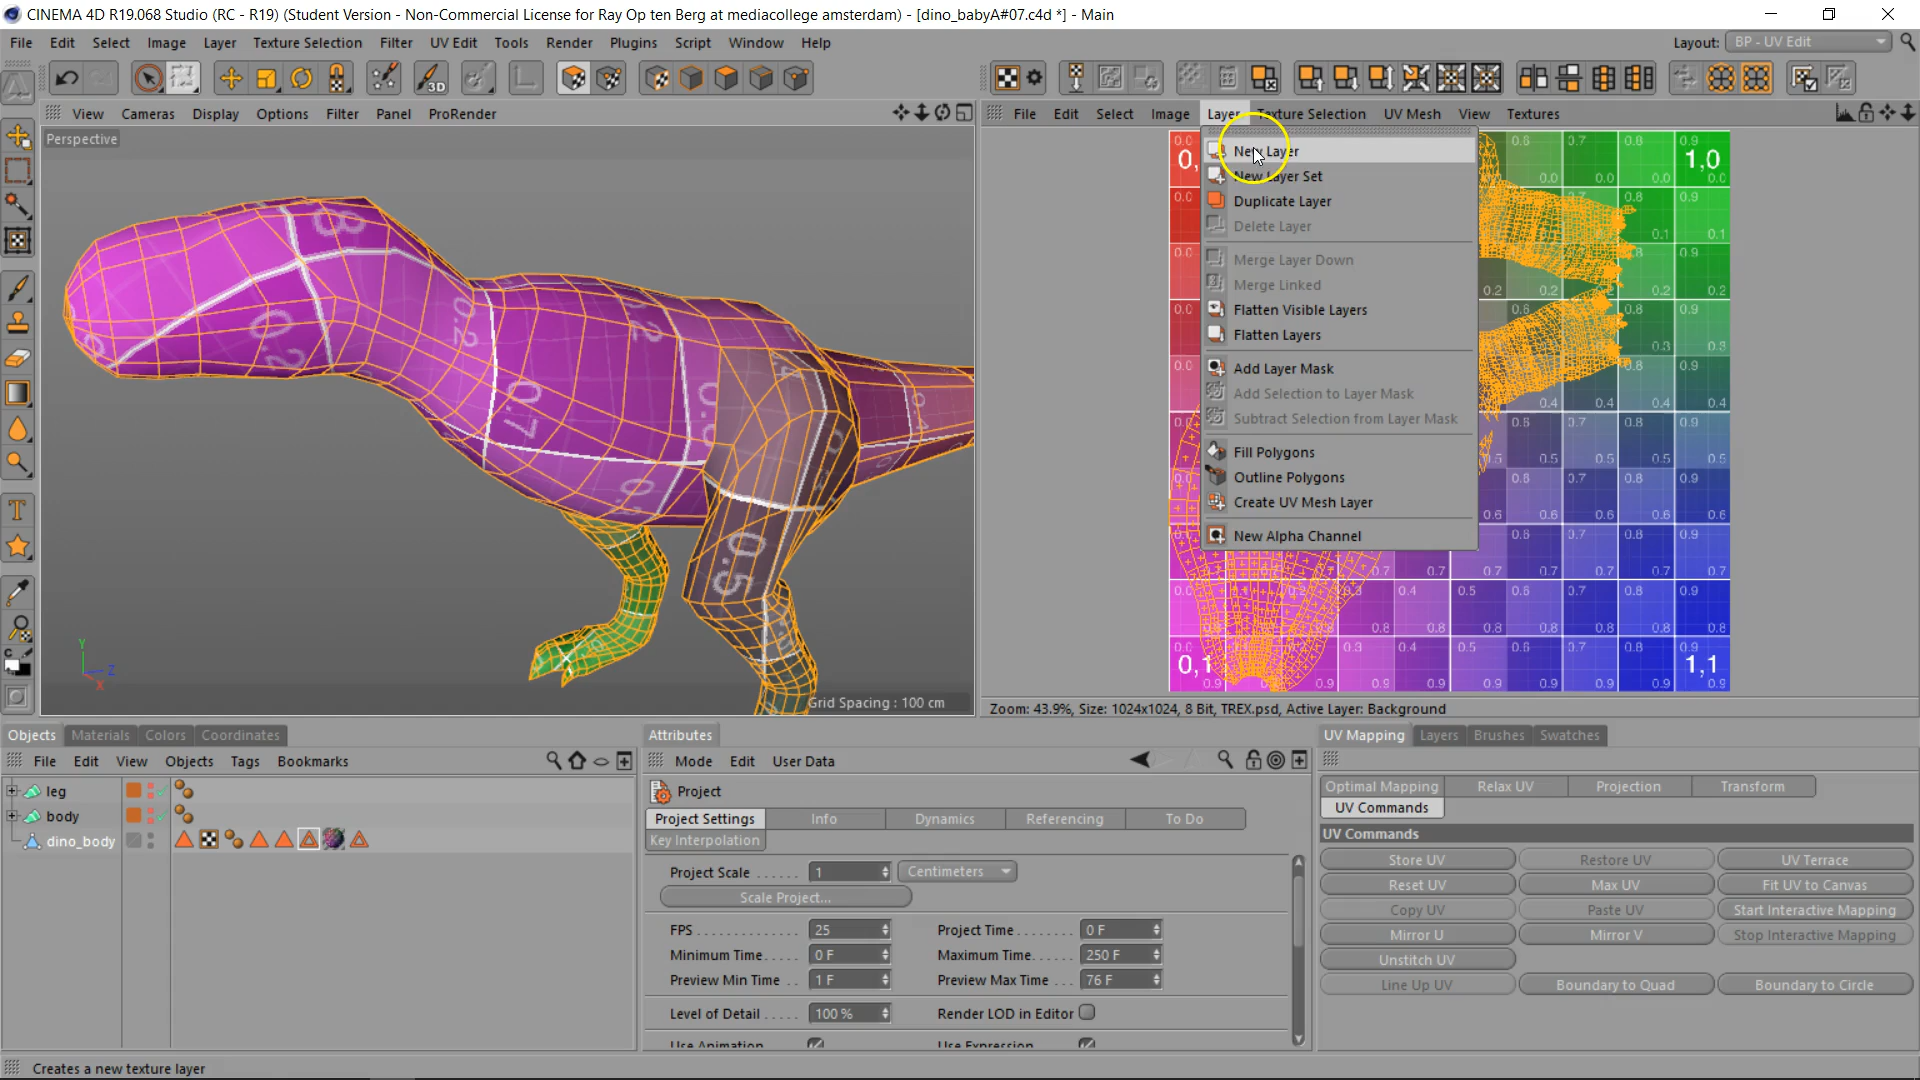 CINEMA 4D R19.068 Studio (RC - R19) (Student Version - Non-Commercial License for Ray Op ten Berg at mediacollege amsterdam) - [dino_babyA#07.c4d *] - Main
File Edit Select Image Layer Texture Selection Filter UV Edit Tools Render Plugins Script Window Help
Layout: BP - UV Edit
View Cameras Display Options Filter Panel ProRender
File Edit Select Image Layer Texture Selection UV Mesh View Textures
Perspective
New Layer
New Layer Set
Duplicate Layer
Delete Layer
Merge Layer Down
Merge Linked
Flatten Visible Layers
Flatten Layers
Add Layer Mask
Add Selection to Layer Mask
Subtract Selection from Layer Mask
Fill Polygons
Outline Polygons
Create UV Mesh Layer
New Alpha Channel
1,0
0,1
1,1
Grid Spacing : 100 cm
Zoom: 43.9%, Size: 1024x1024, 8 Bit, TREX.psd, Active Layer: Background
Objects Materials Colors Coordinates
File Edit View Objects Tags Bookmarks
leg
body
dino_body
Attributes
Mode Edit User Data
Project
Project Settings Info Dynamics Referencing To Do
Key Interpolation
Project Scale 1 Centimeters
Scale Project...
FPS 25 Project Time 0 F
Minimum Time 0 F Maximum Time 250 F
Preview Min Time 1 F Preview Max Time 76 F
Level of Detail 100 % Render LOD in Editor
Use Animation Use Expression
UV Mapping Layers Brushes Swatches
Optimal Mapping Relax UV Projection Transform
UV Commands
UV Commands
Store UV Restore UV UV Terrace
Reset UV Max UV Fit UV to Canvas
Copy UV Paste UV Start Interactive Mapping
Mirror U Mirror V Stop Interactive Mapping
Unstitch UV
Line Up UV Boundary to Quad Boundary to Circle
Creates a new texture layer